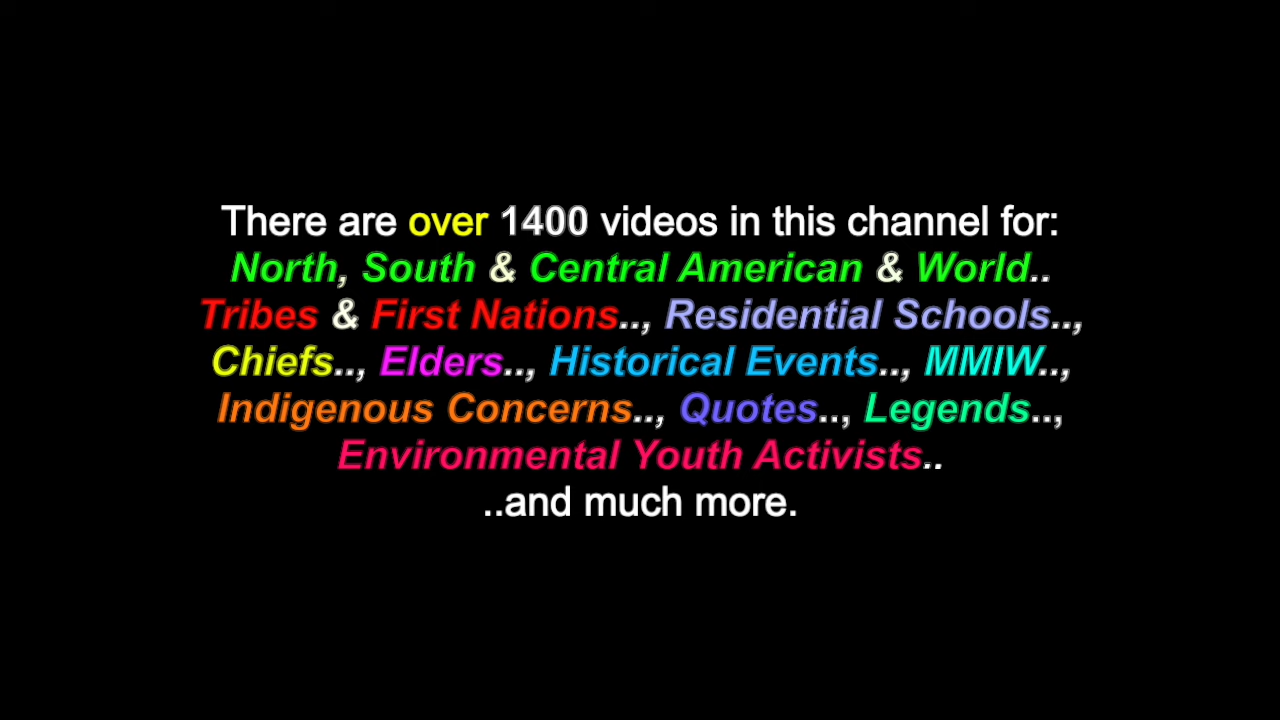 There are over 1400 videos in this channel for:
North, South & Central American & World..
Tribes & First Nations.., Residential Schools..,
Chiefs.., Elders.., Historical Events.., MMIW..,
Indigenous Concerns.., Quotes.., Legends..,
Environmental Youth Activists..
..and much more.